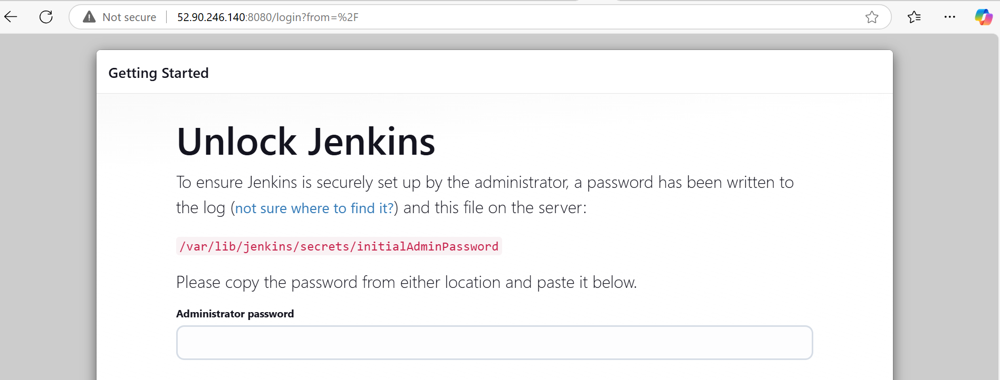 Not secure 52.90.246.140:8080/login?from=%2F
Getting Started
Unlock Jenkins
To ensure Jenkins is securely set up by the administrator, a password has been written to
the log (not sure where to find it?) and this file on the server:
/var/lib/jenkins/secrets/initialAdminPassword
Please copy the password from either location and paste it below.
Administrator password